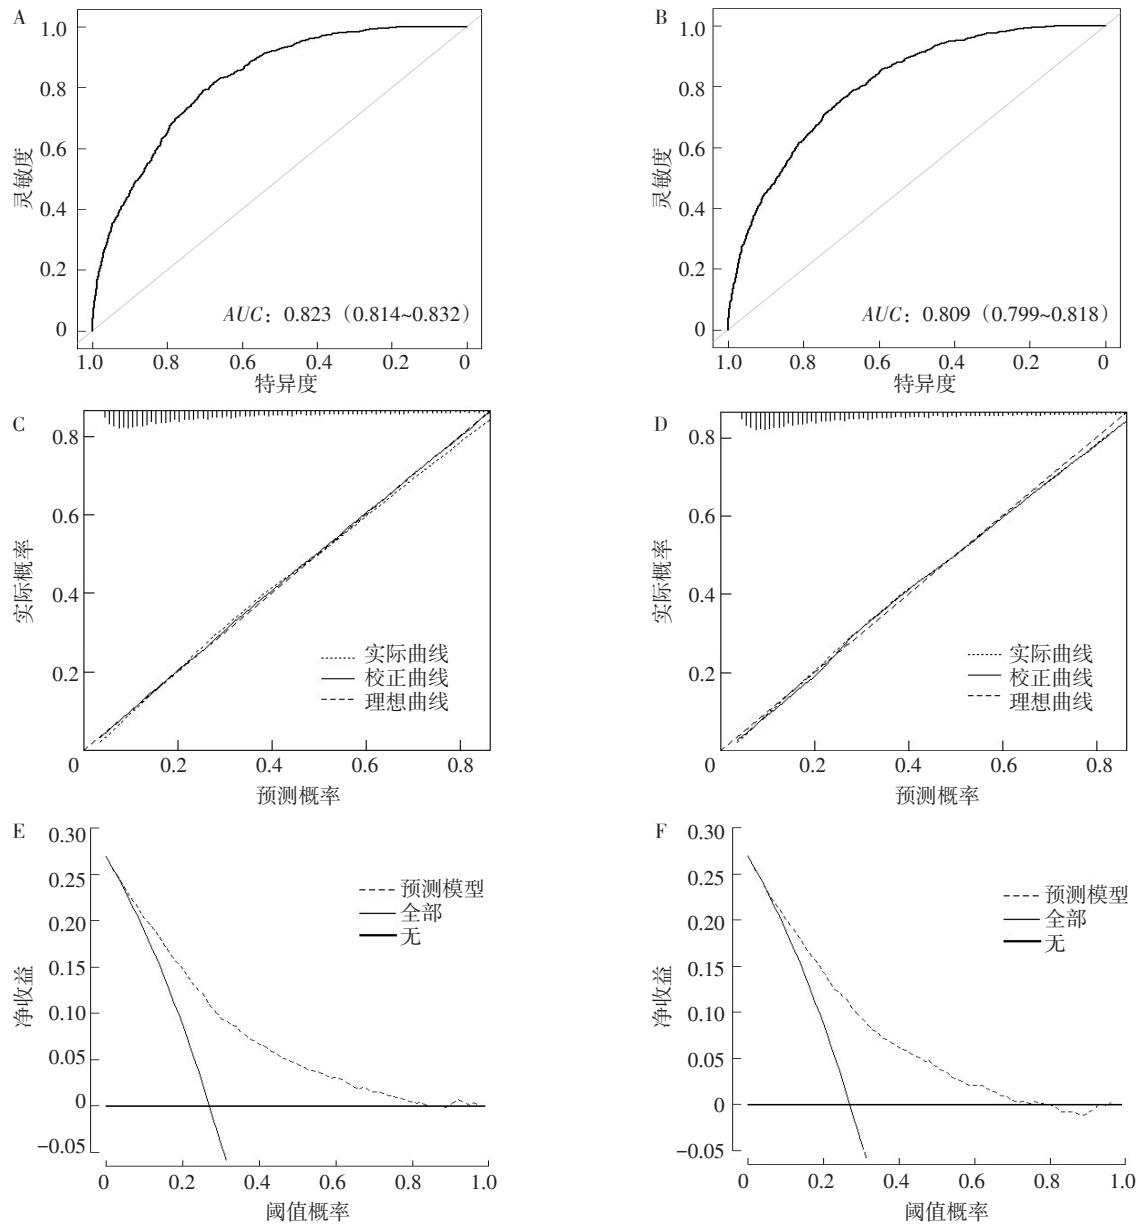 A
1.0
0.8
0.6
0.4
0.2
0
灵敏度
AUC：0.823（0.814~0.832）
1.0 0.8 0.6 0.4 0.2 0
特异度
B
1.0
0.8
0.6
0.4
0.2
0
灵敏度
AUC：0.809（0.799~0.818）
1.0 0.8 0.6 0.4 0.2 0
特异度
C
0.8
0.6
0.4
0.2
实际概率
实际曲线
校正曲线
理想曲线
0 0.2 0.4 0.6 0.8
预测概率
D
0.8
0.6
0.4
0.2
实际概率
实际曲线
校正曲线
理想曲线
0 0.2 0.4 0.6 0.8
预测概率
E
0.30
0.25
0.20
0.15
0.10
0.05
0
−0.05
净收益
预测模型
全部
无
0 0.2 0.4 0.6 0.8 1.0
阈值概率
F
0.30
0.25
0.20
0.15
0.10
0.05
0
−0.05
净收益
预测模型
全部
无
0 0.2 0.4 0.6 0.8 1.0
阈值概率